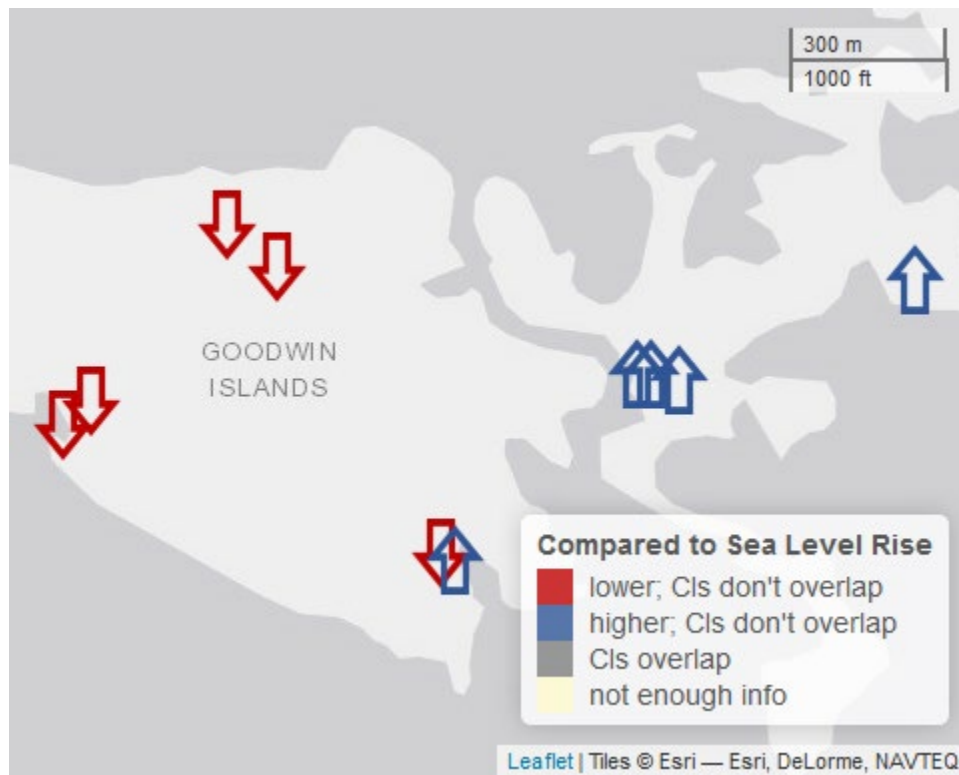 300 m
1000 ft
GOODWIN
ISLANDS
Compared to Sea Level Rise
lower; CIs don't overlap
higher; CIs don't overlap
CIs overlap
not enough info
Leaflet | Tiles © Esri — Esri, DeLorme, NAVTEQ